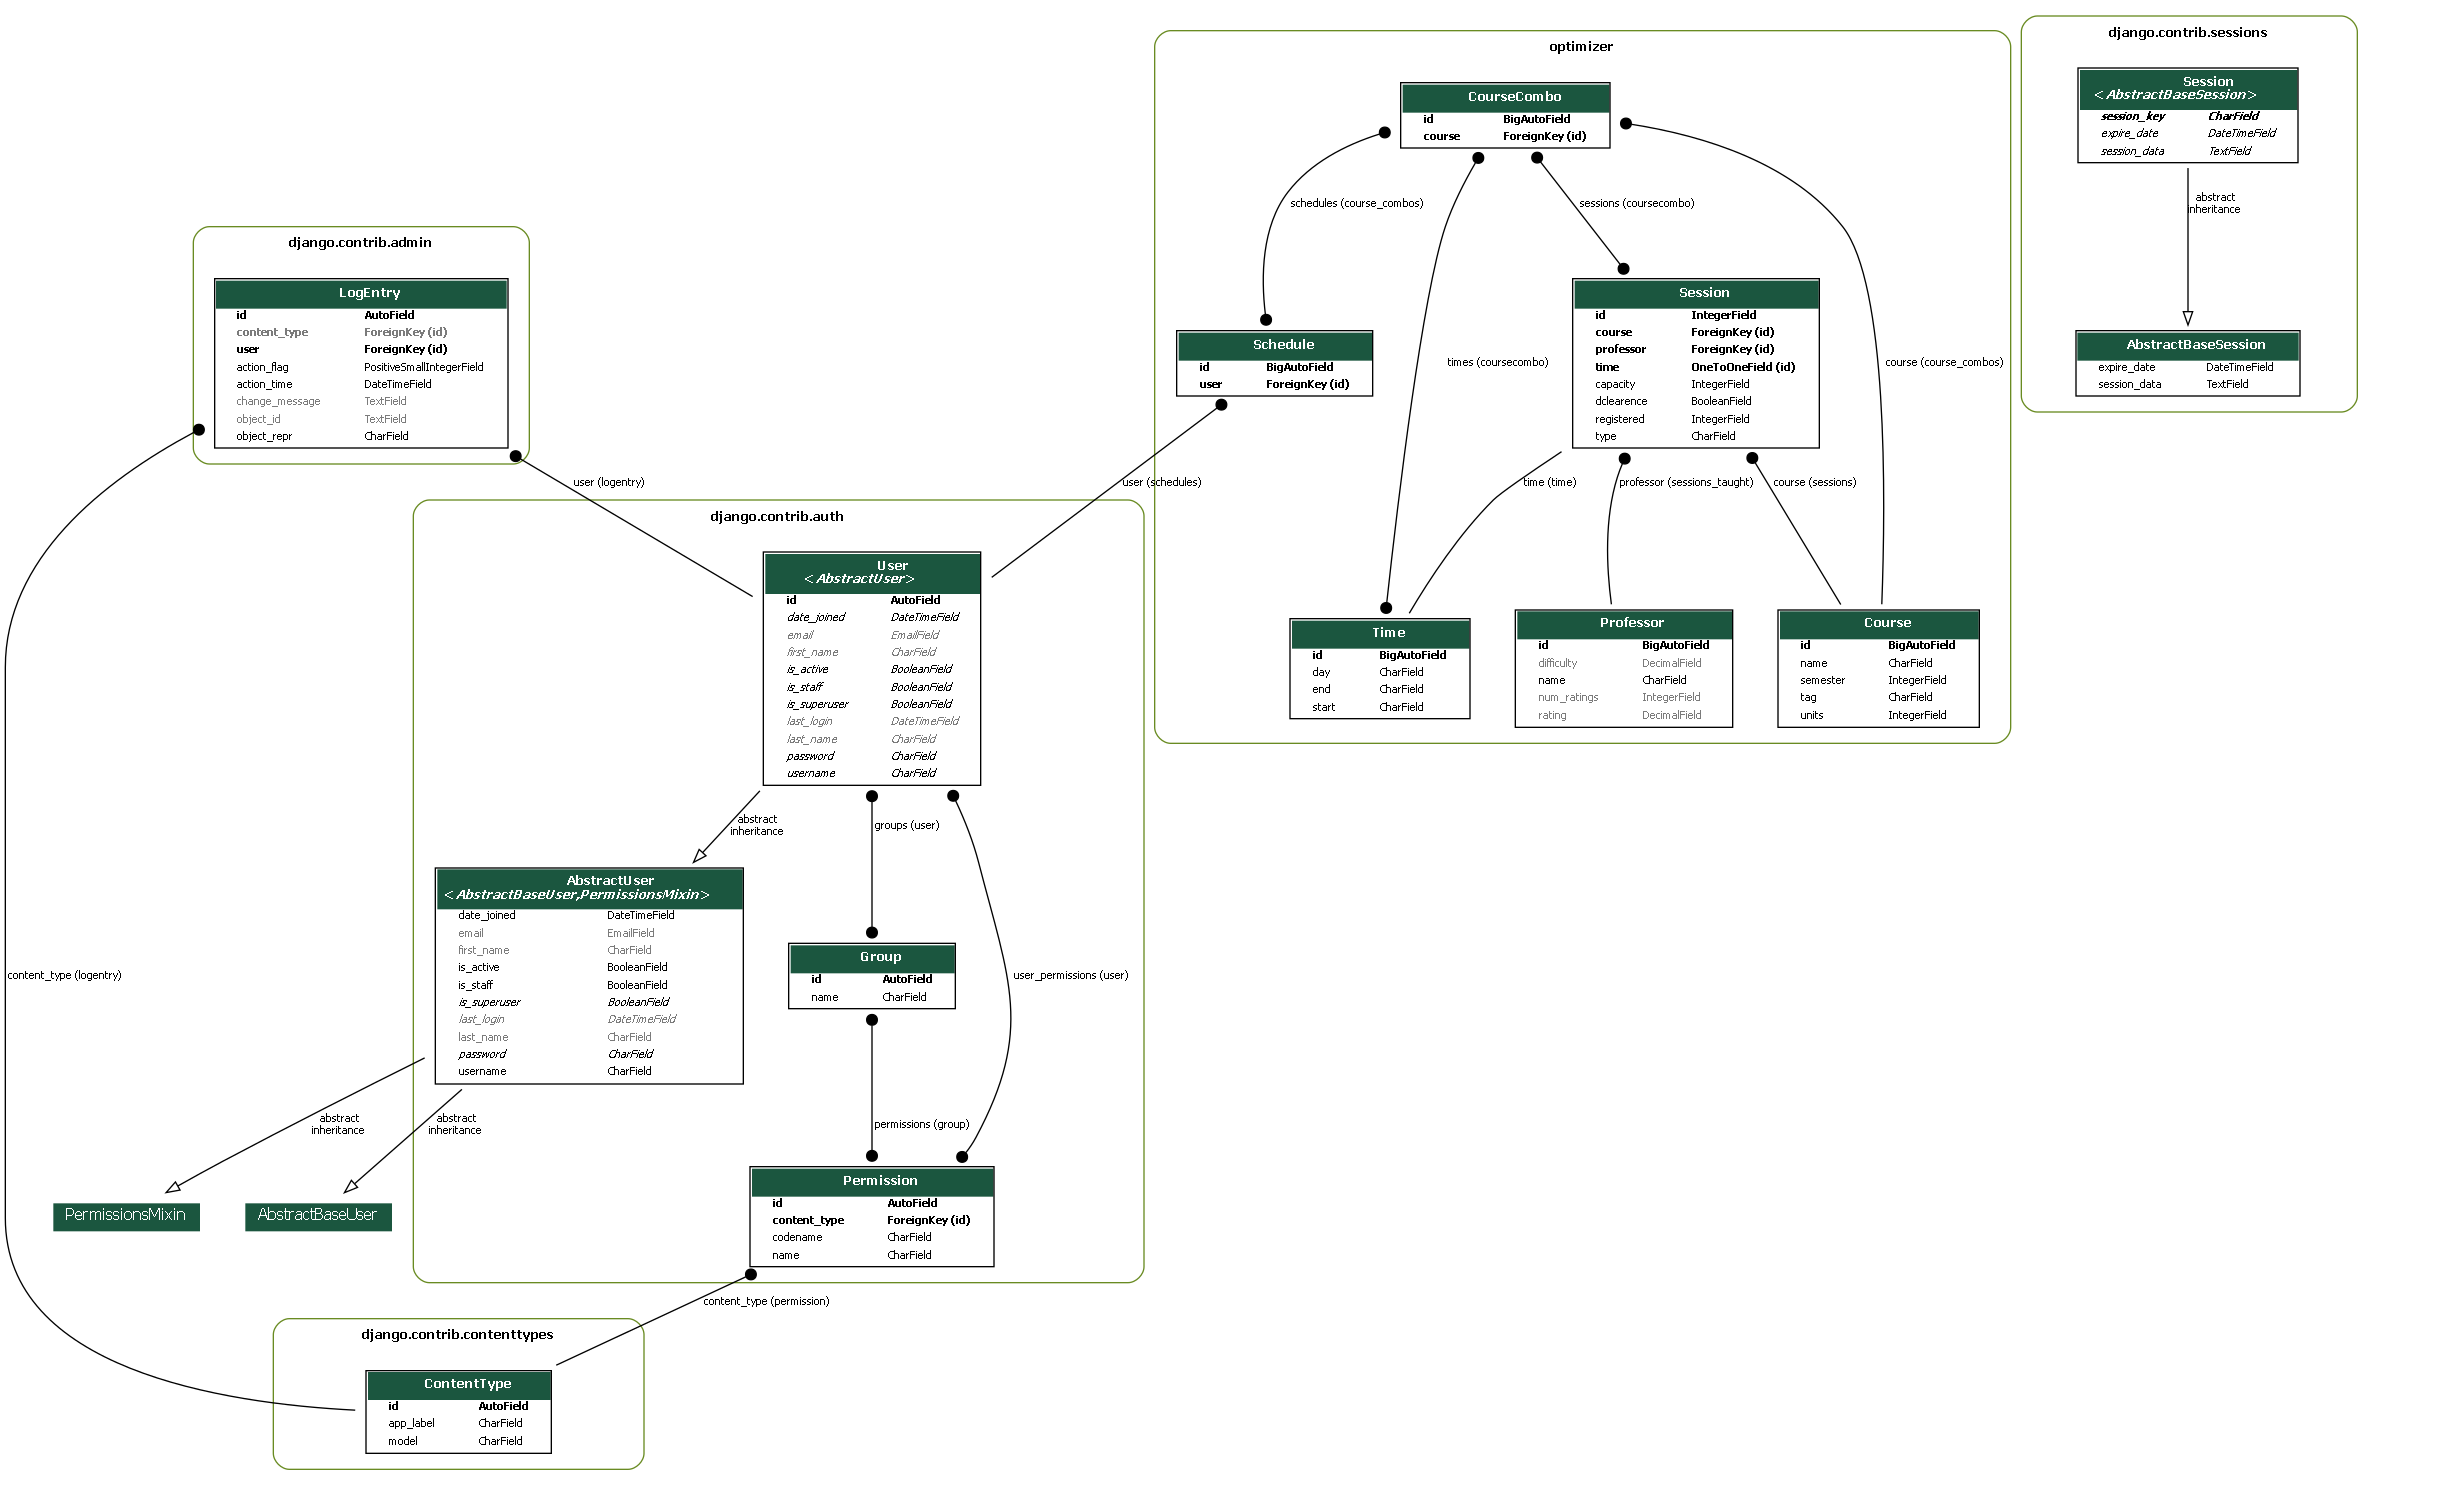 django.contrib.sessions
Session
<AbstractBaseSession>
session_key CharField
expire_date DateTimeField
session_data TextField
abstract
inheritance
AbstractBaseSession
expire_date DateTimeField
session_data TextField
optimizer
CourseCombo
id BigAutoField
course ForeignKey (id)
schedules (course_combos)
sessions (coursecombo)
times (coursecombo)
course (course_combos)
Session
id IntegerField
course ForeignKey (id)
professor ForeignKey (id)
time OneToOneField (id)
capacity IntegerField
dclearence BooleanField
registered IntegerField
type CharField
Schedule
id BigAutoField
user ForeignKey (id)
user (schedules)
time (time)
professor (sessions_taught)
course (sessions)
Time
id BigAutoField
day CharField
end CharField
start CharField
Professor
id BigAutoField
difficulty DecimalField
name CharField
num_ratings IntegerField
rating DecimalField
Course
id BigAutoField
name CharField
semester IntegerField
tag CharField
units IntegerField
django.contrib.admin
LogEntry
id AutoField
content_type ForeignKey (id)
user ForeignKey (id)
action_flag PositiveSmallIntegerField
action_time DateTimeField
change_message TextField
object_id TextField
object_repr CharField
user (logentry)
content_type (logentry)
django.contrib.auth
User
<AbstractUser>
id AutoField
date_joined DateTimeField
email EmailField
first_name CharField
is_active BooleanField
is_staff BooleanField
is_superuser BooleanField
last_login DateTimeField
last_name CharField
password CharField
username CharField
abstract
inheritance
groups (user)
user_permissions (user)
AbstractUser
<AbstractBaseUser,PermissionsMixin>
date_joined DateTimeField
email EmailField
first_name CharField
is_active BooleanField
is_staff BooleanField
is_superuser BooleanField
last_login DateTimeField
last_name CharField
password CharField
username CharField
Group
id AutoField
name CharField
permissions (group)
abstract
inheritance
abstract
inheritance
PermissionsMixin
AbstractBaseUser
Permission
id AutoField
content_type ForeignKey (id)
codename CharField
name CharField
content_type (permission)
django.contrib.contenttypes
ContentType
id AutoField
app_label CharField
model CharField